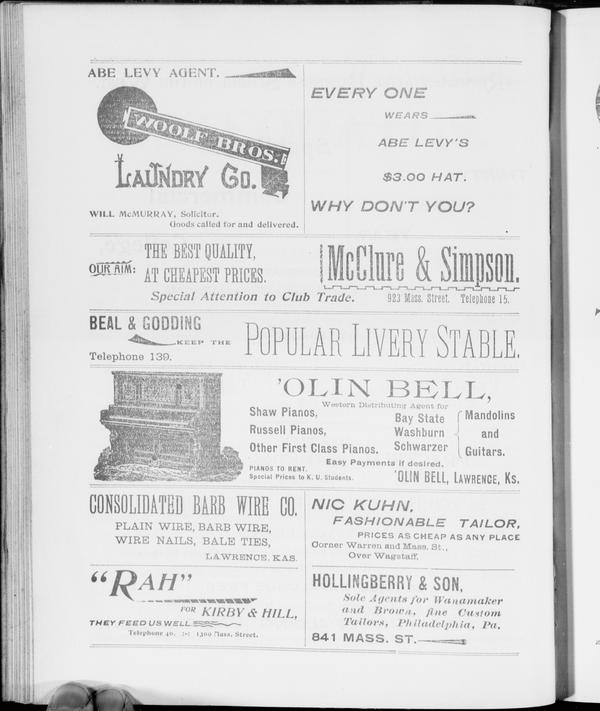 ABE LEVY AGENT.
WOOLF BROS.
LAUNDRY CO.
WILL McMURRAY, Solicitor.
Goods called for and delivered.
EVERY ONE
WEARS
ABE LEVY'S
$3.00 HAT.
WHY DON'T YOU?
OUR AIM:
THE BEST QUALITY,
AT CHEAPEST PRICES.
Special Attention to Club Trade.
McClure & Simpson.
923 Mass. Street. Telephone 15.
BEAL & GODDING
KEEP THE
Telephone 139.
POPULAR LIVERY STABLE.
'OLIN BELL,
Western Distributing Agent for
Shaw Pianos,
Russell Pianos,
Other First Class Pianos.
Bay State
Washburn
Schwarzer
Mandolins
and
Guitars.
Easy Payments if desired.
PIANOS TO RENT.
Special Prices to K. U. Students.
'OLIN BELL, LAWRENCE, KS.
CONSOLIDATED BARB WIRE CO.
PLAIN WIRE, BARB WIRE,
WIRE NAILS, BALE TIES,
LAWRENCE, KAS.
NIC KUHN,
FASHIONABLE TAILOR,
PRICES AS CHEAP AS ANY PLACE
Corner Warren and Mass. St.,
Over Wagstaff.
"RAH"
FOR KIRBY & HILL,
THEY FEED US WELL
Telephone 40. :-: 1300 Mass. Street.
HOLLINGBERRY & SON,
Sole Agents for Wanamaker
and Brown, fine Custom
Tailors, Philadelphia, Pa.
841 MASS. ST.